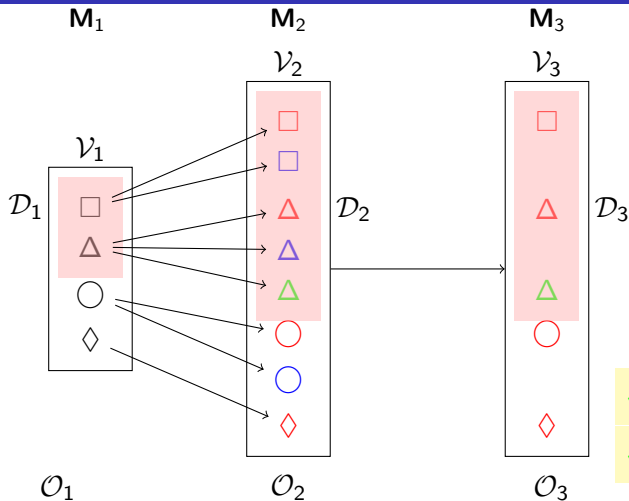 M₁ M₂ M₃
𝒱₂ 𝒱₃
𝒱₁
𝒟₁ 𝒟₂ 𝒟₃
𝒪₁ 𝒪₂ 𝒪₃